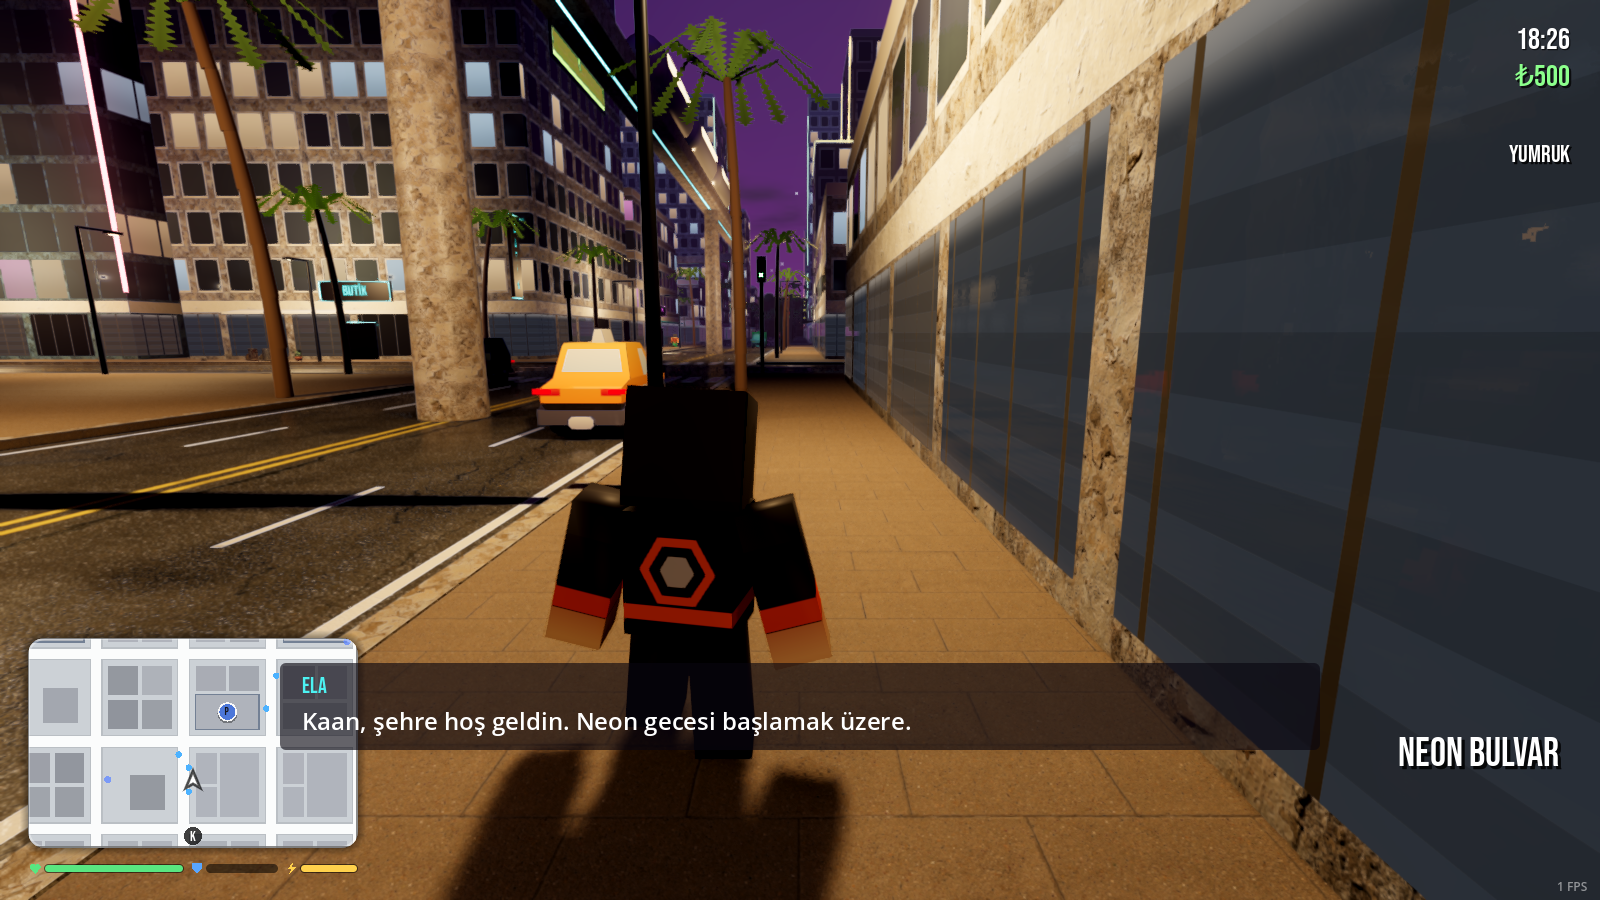 18:26
₺500
YUMRUK
BUTİK
P
ELA
Kaan, şehre hoş geldin. Neon gecesi başlamak üzere.
NEON BULVAR
K
1 FPS